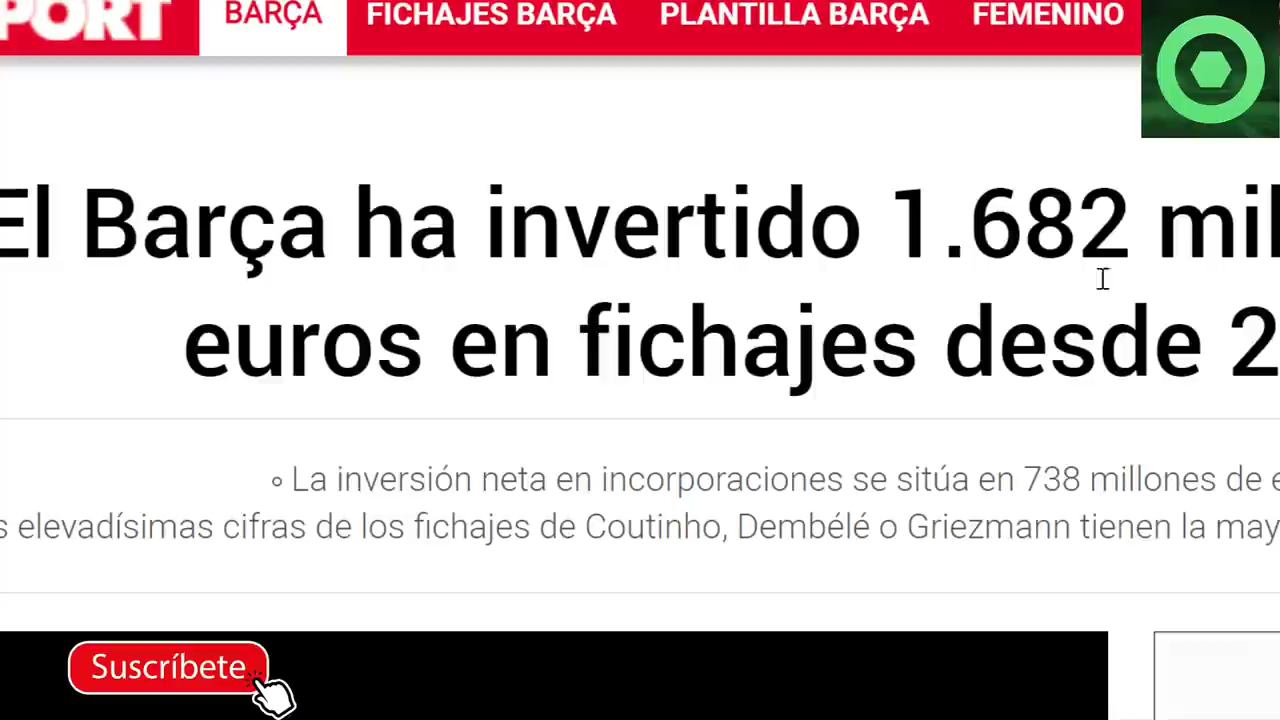 PORT
BARÇA FICHAJES BARÇA PLANTILLA BARÇA FEMENINO
El Barça ha invertido 1.682 mil
euros en fichajes desde 2
◦ La inversión neta en incorporaciones se sitúa en 738 millones de e
s elevadísimas cifras de los fichajes de Coutinho, Dembélé o Griezmann tienen la may
Suscríbete